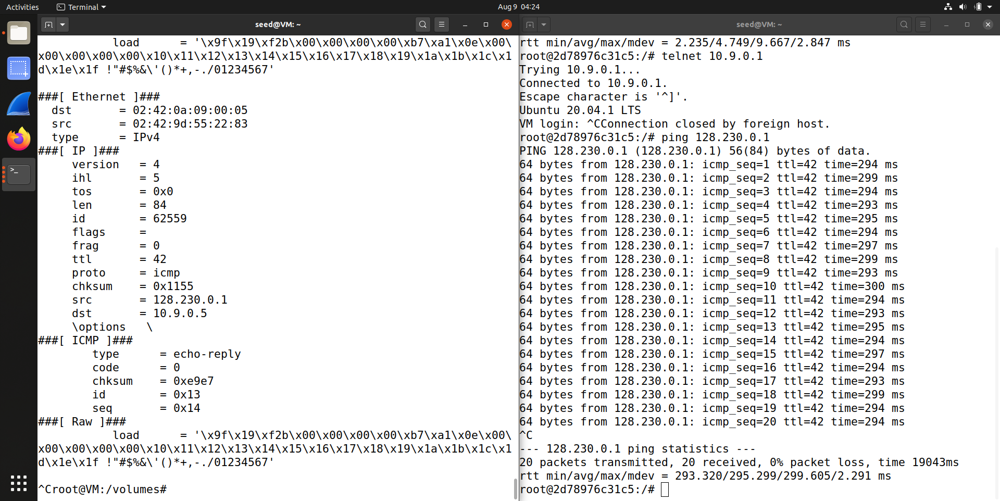 Activities
Terminal
Aug 9 04:24
seed@VM: ~
        load      = '\x9f\x19\xf2b\x00\x00\x00\x00\xb7\xa1\x0e\x00\
x00\x00\x00\x00\x10\x11\x12\x13\x14\x15\x16\x17\x18\x19\x1a\x1b\x1c\x1
d\x1e\x1f !"#$%&\'()*+,-./01234567'
###[ Ethernet ]###
  dst       = 02:42:0a:09:00:05
  src       = 02:42:9d:55:22:83
  type      = IPv4
###[ IP ]###
     version   = 4
     ihl       = 5
     tos       = 0x0
     len       = 84
     id        = 62559
     flags     =
     frag      = 0
     ttl       = 42
     proto     = icmp
     chksum    = 0x1155
     src       = 128.230.0.1
     dst       = 10.9.0.5
     \options   \
###[ ICMP ]###
        type      = echo-reply
        code      = 0
        chksum    = 0xe9e7
        id        = 0x13
        seq       = 0x14
###[ Raw ]###
           load      = '\x9f\x19\xf2b\x00\x00\x00\x00\xb7\xa1\x0e\x00\
x00\x00\x00\x00\x10\x11\x12\x13\x14\x15\x16\x17\x18\x19\x1a\x1b\x1c\x1
d\x1e\x1f !"#$%&\'()*+,-./01234567'
^Croot@VM:/volumes#
seed@VM: ~
rtt min/avg/max/mdev = 2.235/4.749/9.667/2.847 ms
root@2d78976c31c5:/# telnet 10.9.0.1
Trying 10.9.0.1...
Connected to 10.9.0.1.
Escape character is '^]'.
Ubuntu 20.04.1 LTS
VM login: ^CConnection closed by foreign host.
root@2d78976c31c5:/# ping 128.230.0.1
PING 128.230.0.1 (128.230.0.1) 56(84) bytes of data.
64 bytes from 128.230.0.1: icmp_seq=1 ttl=42 time=294 ms
64 bytes from 128.230.0.1: icmp_seq=2 ttl=42 time=299 ms
64 bytes from 128.230.0.1: icmp_seq=3 ttl=42 time=294 ms
64 bytes from 128.230.0.1: icmp_seq=4 ttl=42 time=293 ms
64 bytes from 128.230.0.1: icmp_seq=5 ttl=42 time=295 ms
64 bytes from 128.230.0.1: icmp_seq=6 ttl=42 time=294 ms
64 bytes from 128.230.0.1: icmp_seq=7 ttl=42 time=297 ms
64 bytes from 128.230.0.1: icmp_seq=8 ttl=42 time=299 ms
64 bytes from 128.230.0.1: icmp_seq=9 ttl=42 time=293 ms
64 bytes from 128.230.0.1: icmp_seq=10 ttl=42 time=300 ms
64 bytes from 128.230.0.1: icmp_seq=11 ttl=42 time=294 ms
64 bytes from 128.230.0.1: icmp_seq=12 ttl=42 time=293 ms
64 bytes from 128.230.0.1: icmp_seq=13 ttl=42 time=295 ms
64 bytes from 128.230.0.1: icmp_seq=14 ttl=42 time=294 ms
64 bytes from 128.230.0.1: icmp_seq=15 ttl=42 time=297 ms
64 bytes from 128.230.0.1: icmp_seq=16 ttl=42 time=294 ms
64 bytes from 128.230.0.1: icmp_seq=17 ttl=42 time=293 ms
64 bytes from 128.230.0.1: icmp_seq=18 ttl=42 time=299 ms
64 bytes from 128.230.0.1: icmp_seq=19 ttl=42 time=294 ms
64 bytes from 128.230.0.1: icmp_seq=20 ttl=42 time=294 ms
^C
--- 128.230.0.1 ping statistics ---
20 packets transmitted, 20 received, 0% packet loss, time 19043ms
rtt min/avg/max/mdev = 293.320/295.299/299.605/2.291 ms
root@2d78976c31c5:/#